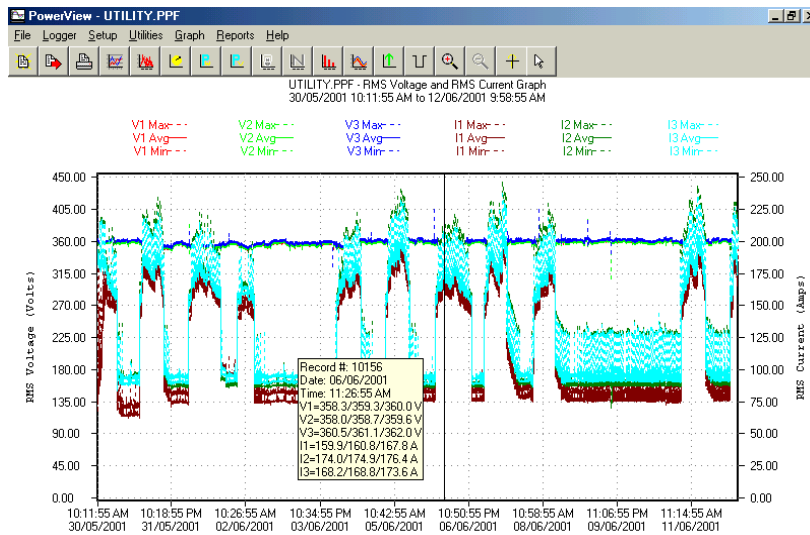 PowerView - UTILITY.PPF
File Logger Setup Utilities Graph Reports Help
UTILITY.PPF - RMS Voltage and RMS Current Graph
30/05/2001 10:11:55 AM to 12/06/2001 9:58:55 AM
V1 Max V2 Max V3 Max I1 Max I2 Max I3 Max
V1 Avg V2 Avg V3 Avg I1 Avg I2 Avg I3 Avg
V1 Min V2 Min V3 Min I1 Min I2 Min I3 Min
450.00 250.00
405.00 225.00
360.00 200.00
315.00 175.00
270.00 150.00
225.00 125.00
180.00 100.00
135.00 75.00
90.00 50.00
45.00 25.00
0.00 0.00
RMS Voltage (Volts)
RMS Current (Amps)
Record #: 10156
Date: 06/06/2001
Time: 11:26:55 AM
V1=358.3/359.3/360.0 V
V2=358.0/358.7/359.6 V
V3=360.5/361.1/362.0 V
I1=159.9/160.8/167.8 A
I2=174.0/174.9/176.4 A
I3=168.2/168.8/173.6 A
10:11:55 AM 10:18:55 PM 10:26:55 AM 10:34:55 PM 10:42:55 AM 10:50:55 PM 10:58:55 AM 11:06:55 PM 11:14:55 AM
30/05/2001 31/05/2001 02/06/2001 03/06/2001 05/06/2001 06/06/2001 08/06/2001 09/06/2001 11/06/2001